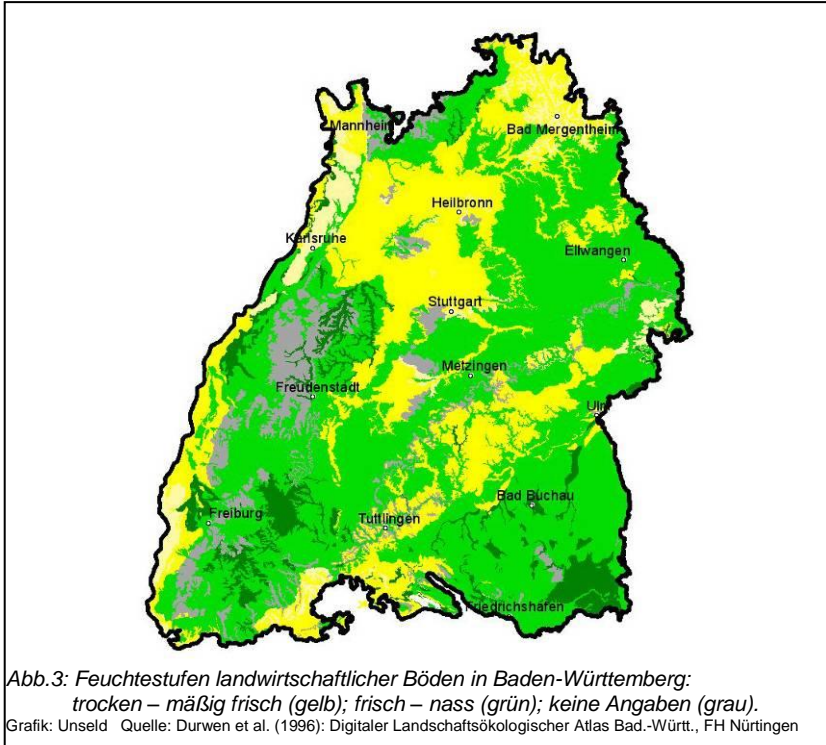 Mannheim
Bad Mergentheim
Heilbronn
Karlsruhe
Ellwangen
Stuttgart
Metzingen
Freudenstadt
Ulm
Bad Buchau
Freiburg
Tuttlingen
Friedrichshafen
Abb.3: Feuchtestufen landwirtschaftlicher Böden in Baden-Württemberg:
trocken – mäßig frisch (gelb); frisch – nass (grün); keine Angaben (grau).
Grafik: Unseld Quelle: Durwen et al. (1996): Digitaler Landschaftsökologischer Atlas Bad.-Württ., FH Nürtingen